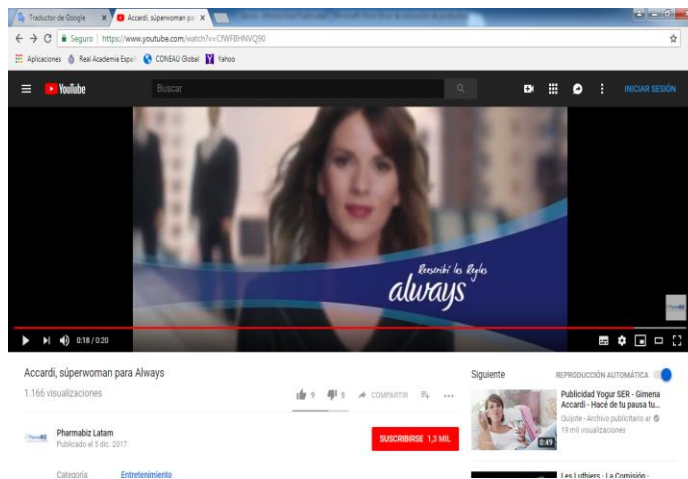 Traductor de Google
Accardi, súperwoman pa
Seguro https://www.youtube.com/watch?v=CfWFBHNVQ90
Aplicaciones Real Academia Espa CONEAU Global Yahoo
YouTube Buscar INICIAR SESIÓN
Reescribí las Reglas
always
0:18 / 0:20
Accardi, súperwoman para Always
1.166 visualizaciones
9 5 COMPARTIR
Pharmabiz Latam
Publicado el 5 dic. 2017
SUSCRIBIRSE 1,3 MIL
Categoría Entretenimiento
Siguiente REPRODUCCIÓN AUTOMÁTICA
Publicidad Yogur SER - Gimena
Accardi - Hacé de tu pausa tu...
Quijote - Archivo publicitario ar
19 mil visualizaciones
0:49
Les Luthiers - La Comisión -